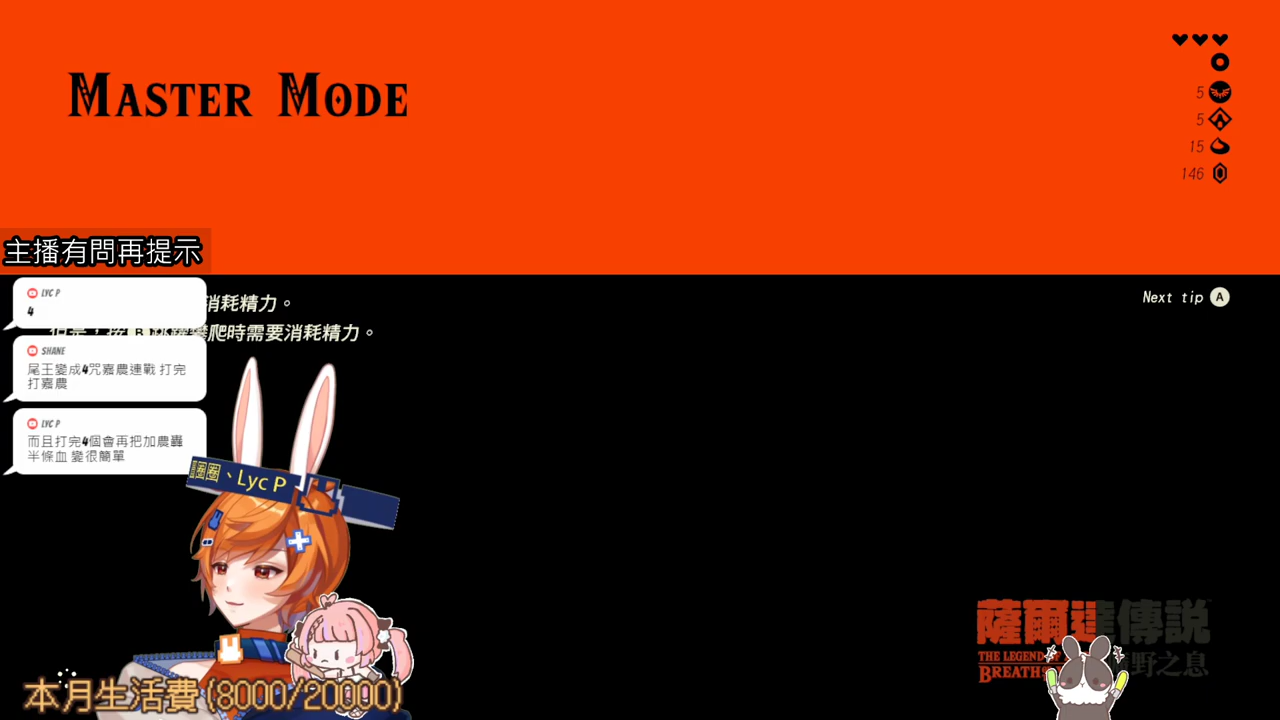 MASTER MODE
5
5
15
146
主播有問再提示
Next tip A
消耗精力。
爬時需要消耗精力。
LYC P
4
SHANE
尾王變成4咒嘉農連戰 打完
打嘉農
LYC P
而且打完4個會再把加農轟
半條血 變很簡單
圈、Lyc P
薩爾達傳說
THE LEGEND OF
BREATH
野之息
本月生活費(8000/20000)